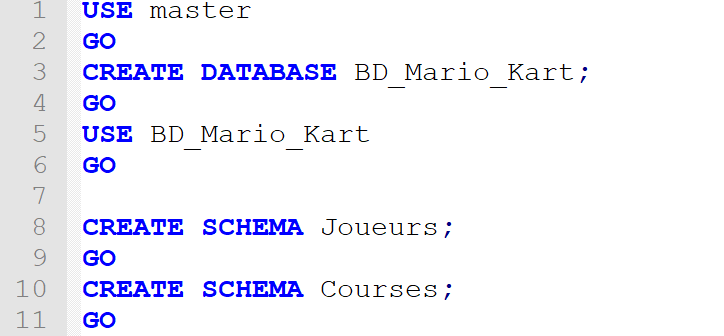 1 USE master
2 GO
3 CREATE DATABASE BD_Mario_Kart;
4 GO
5 USE BD_Mario_Kart
6 GO
7
8 CREATE SCHEMA Joueurs;
9 GO
10 CREATE SCHEMA Courses;
11 GO